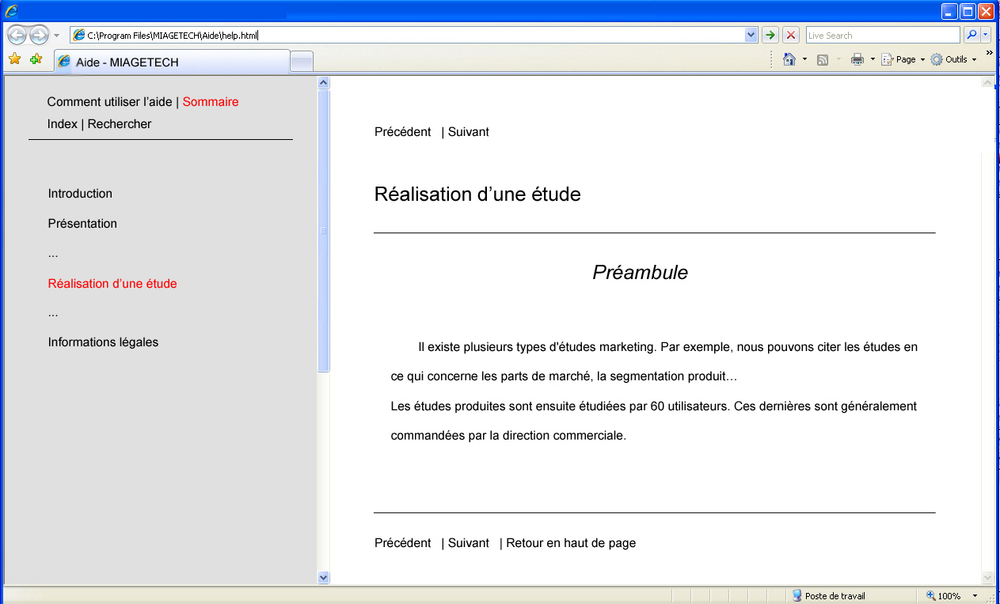 C:\Program Files\MIAGETECH\Aide\help.html
Live Search
Aide - MIAGETECH
Page
Outils
Comment utiliser l’aide | Sommaire
Index | Rechercher
Introduction
Présentation
...
Réalisation d’une étude
...
Informations légales
Précédent | Suivant
Réalisation d’une étude
Préambule
Il existe plusieurs types d'études marketing. Par exemple, nous pouvons citer les études en
ce qui concerne les parts de marché, la segmentation produit…
Les études produites sont ensuite étudiées par 60 utilisateurs. Ces dernières sont généralement
commandées par la direction commerciale.
Précédent | Suivant | Retour en haut de page
Poste de travail
100%